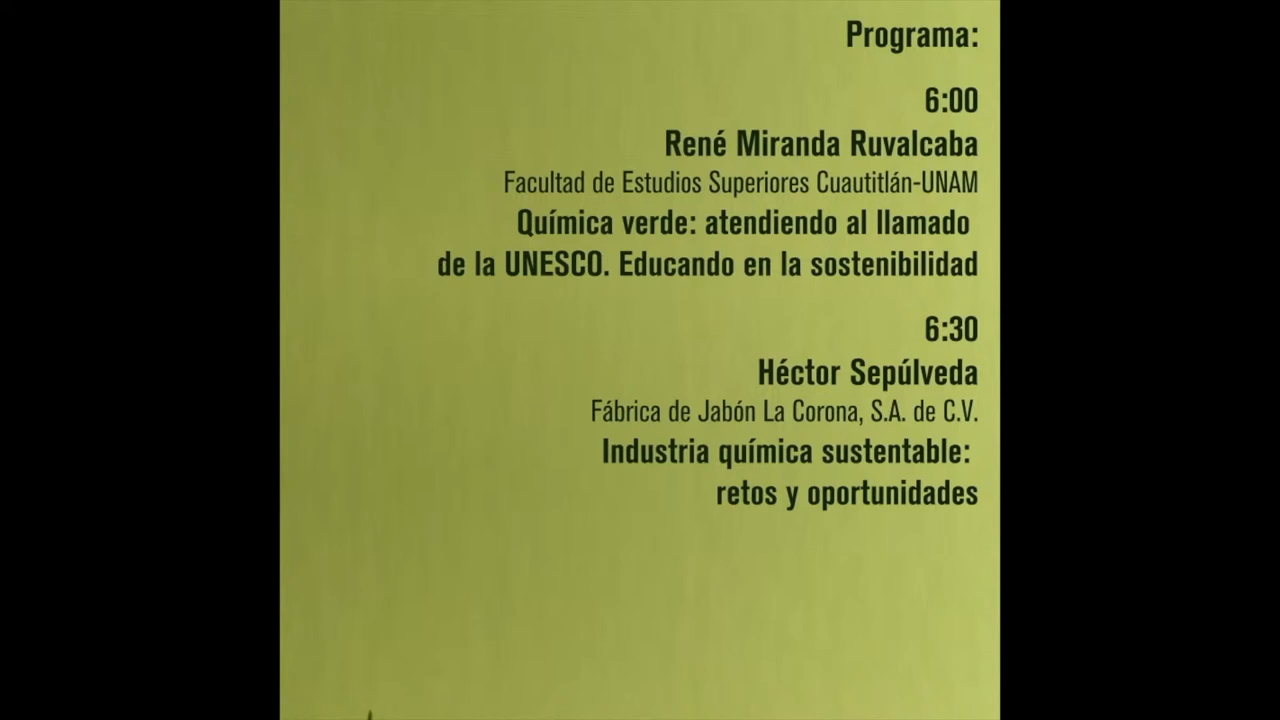 Programa:
6:00
René Miranda Ruvalcaba
Facultad de Estudios Superiores Cuautitlán-UNAM
Química verde: atendiendo al llamado
de la UNESCO. Educando en la sostenibilidad
6:30
Héctor Sepúlveda
Fábrica de Jabón La Corona, S.A. de C.V.
Industria química sustentable:
retos y oportunidades